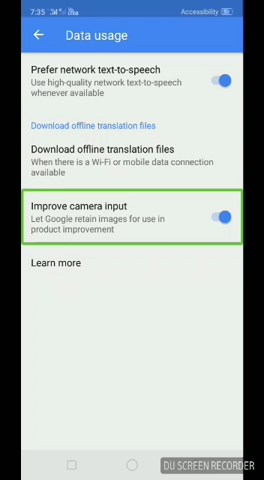 7:35
Accessibility
Data usage
Prefer network text-to-speech
Use high-quality network text-to-speech
whenever available
Download offline translation files
Download offline translation files
When there is a Wi-Fi or mobile data connection
available
Improve camera input
Let Google retain images for use in
product improvement
Learn more
DU SCREEN RECORDER